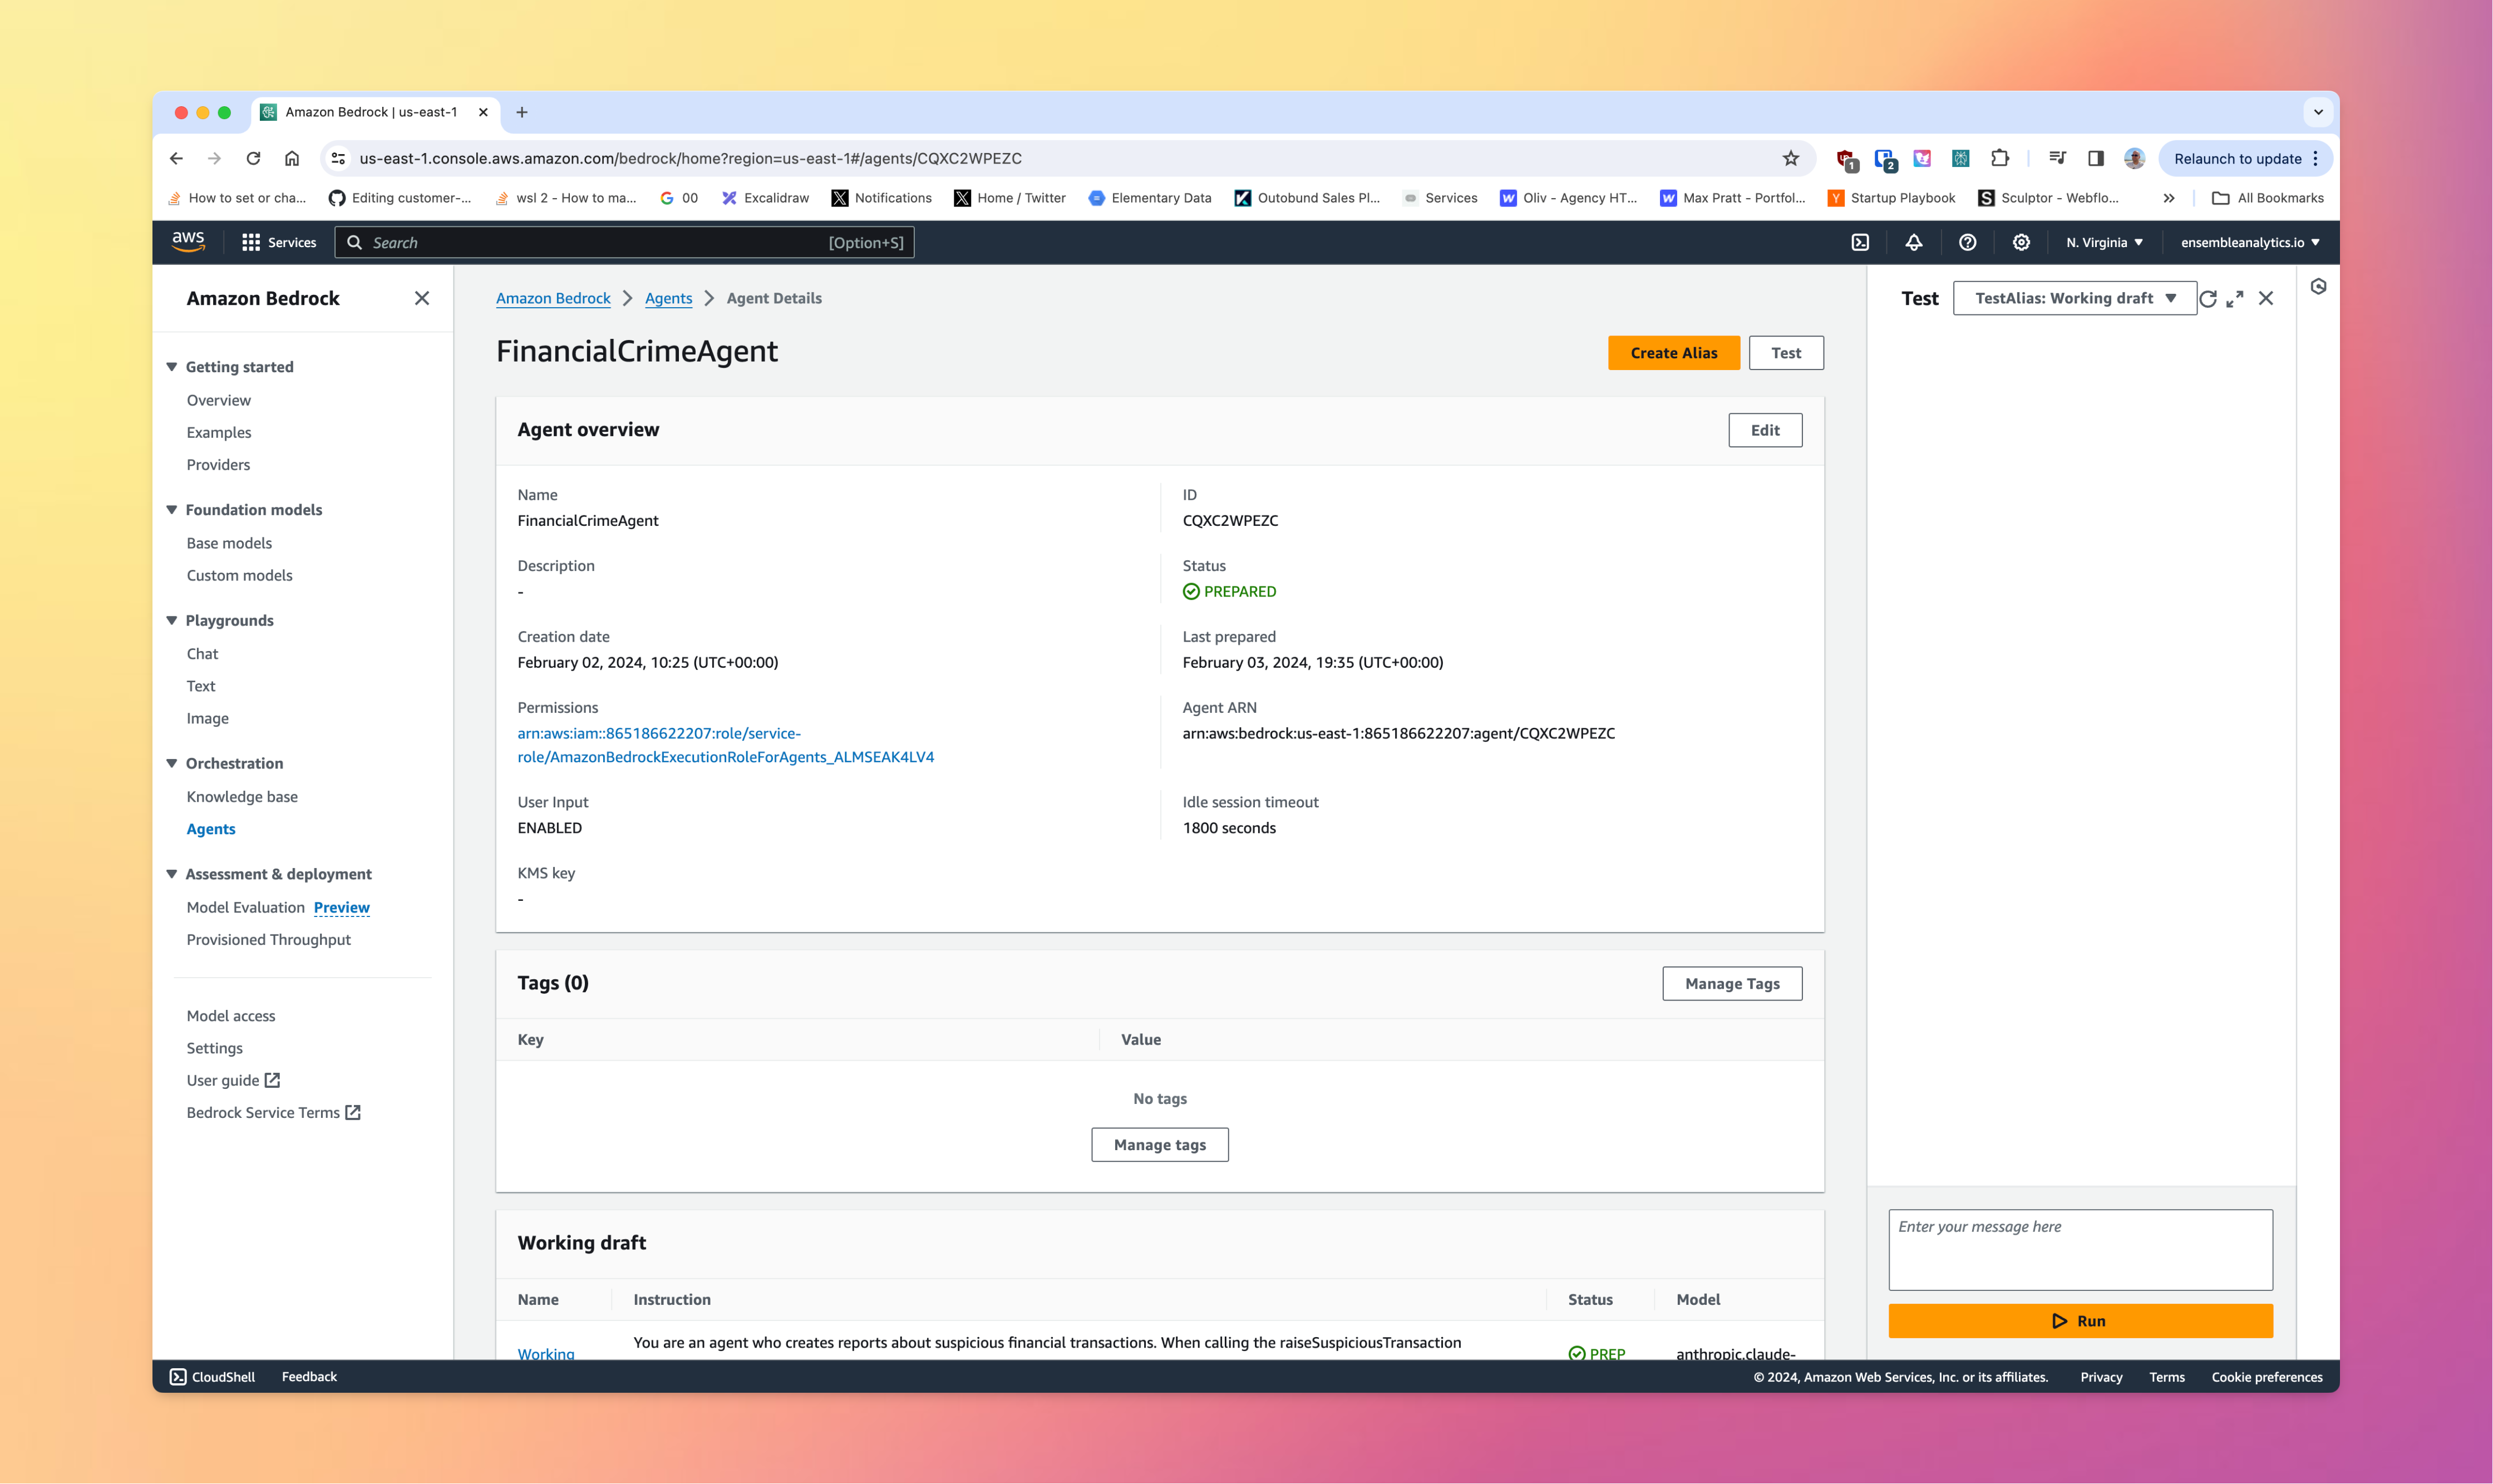 Amazon Bedrock | us-east-1
us-east-1.console.aws.amazon.com/bedrock/home?region=us-east-1#/agents/CQXC2WPEZC
1
2
Relaunch to update
How to set or cha...
Editing customer-...
wsl 2 - How to ma...
00
Excalidraw
Notifications
Home / Twitter
Elementary Data
Outobund Sales Pl...
Services
Oliv - Agency HT...
Max Pratt - Portfol...
Startup Playbook
Sculptor - Webflo...
All Bookmarks
aws
Services
Search
[Option+S]
N. Virginia
ensembleanalytics.io
Amazon Bedrock
Getting started
Overview
Examples
Providers
Foundation models
Base models
Custom models
Playgrounds
Chat
Text
Image
Orchestration
Knowledge base
Agents
Assessment & deployment
Model Evaluation Preview
Provisioned Throughput
Model access
Settings
User guide
Bedrock Service Terms
Amazon Bedrock
Agents
Agent Details
FinancialCrimeAgent
Create Alias
Test
Agent overview
Edit
Name
FinancialCrimeAgent
ID
CQXC2WPEZC
Description
-
Status
PREPARED
Creation date
February 02, 2024, 10:25 (UTC+00:00)
Last prepared
February 03, 2024, 19:35 (UTC+00:00)
Permissions
arn:aws:iam::865186622207:role/service-
role/AmazonBedrockExecutionRoleForAgents_ALMSEAK4LV4
Agent ARN
arn:aws:bedrock:us-east-1:865186622207:agent/CQXC2WPEZC
User Input
ENABLED
Idle session timeout
1800 seconds
KMS key
-
Tags (0)
Manage Tags
Key
Value
No tags
Manage tags
Working draft
Name
Instruction
Status
Model
Working
You are an agent who creates reports about suspicious financial transactions. When calling the raiseSuspiciousTransaction
PREP
anthropic.claude-
Test
TestAlias: Working draft
Enter your message here
Run
CloudShell
Feedback
© 2024, Amazon Web Services, Inc. or its affiliates.
Privacy
Terms
Cookie preferences